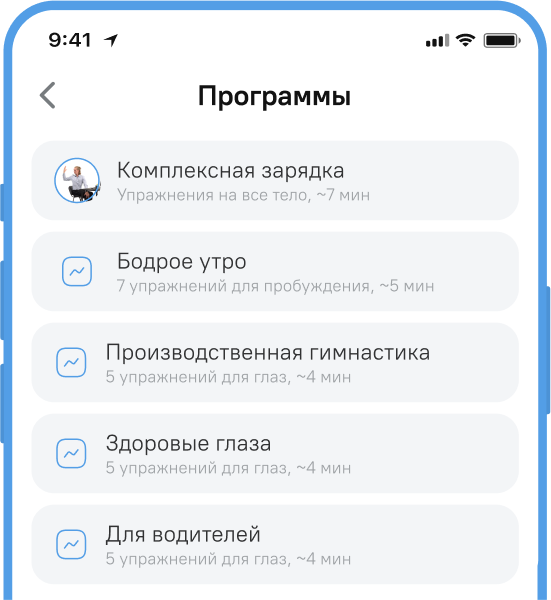 9:41
Программы
Комплексная зарядка
Упражнения на все тело, ~7 мин
Бодрое утро
7 упражнений для пробуждения, ~5 мин
Производственная гимнастика
5 упражнений для глаз, ~4 мин
Здоровые глаза
5 упражнений для глаз, ~4 мин
Для водителей
5 упражнений для глаз, ~4 мин